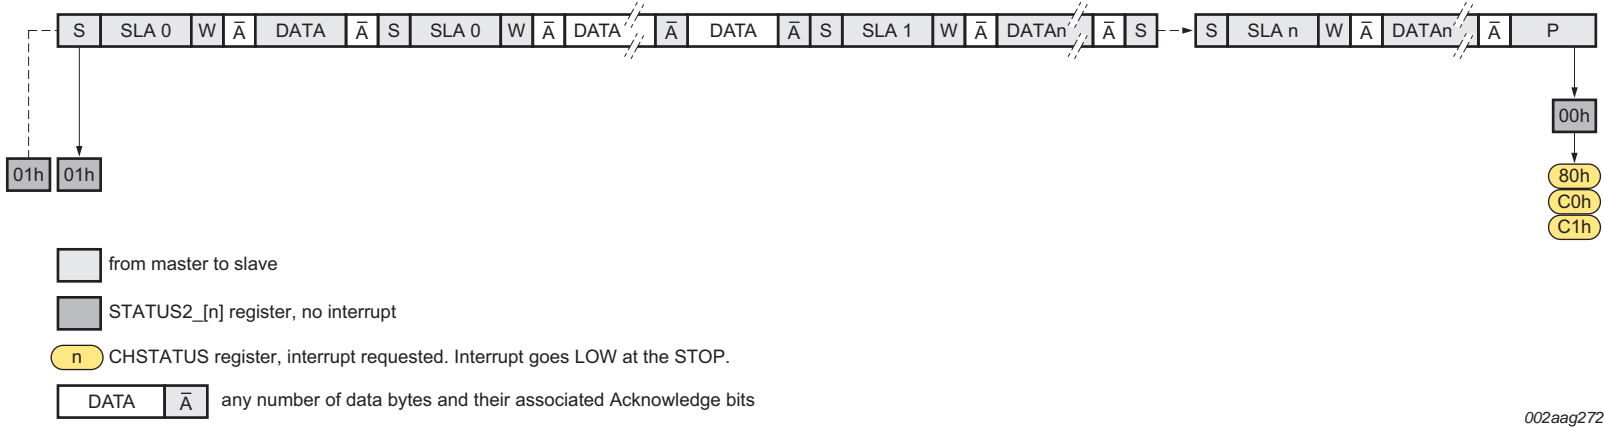 S SLA 0 W A̅ DATA A̅ S SLA 0 W A̅ DATA A̅ DATA A̅ S SLA 1 W A̅ DATAn A̅ S S SLA n W A̅ DATAn A̅ P
00h
01h 01h 80h
C0h
C1h
from master to slave
STATUS2_[n] register, no interrupt
n CHSTATUS register, interrupt requested. Interrupt goes LOW at the STOP.
DATA A̅ any number of data bytes and their associated Acknowledge bits
002aag272